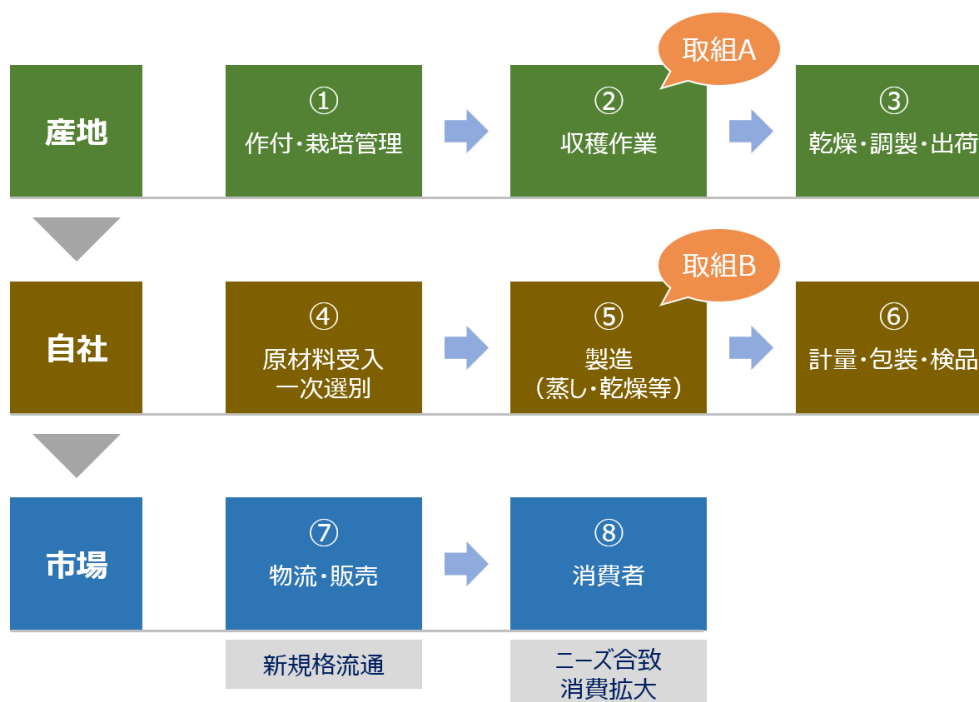 取組A
産地
①
作付・栽培管理
②
収穫作業
③
乾燥・調製・出荷
取組B
自社
④
原材料受入
一次選別
⑤
製造
（蒸し・乾燥等）
⑥
計量・包装・検品
市場
⑦
物流・販売
⑧
消費者
新規格流通
ニーズ合致
消費拡大